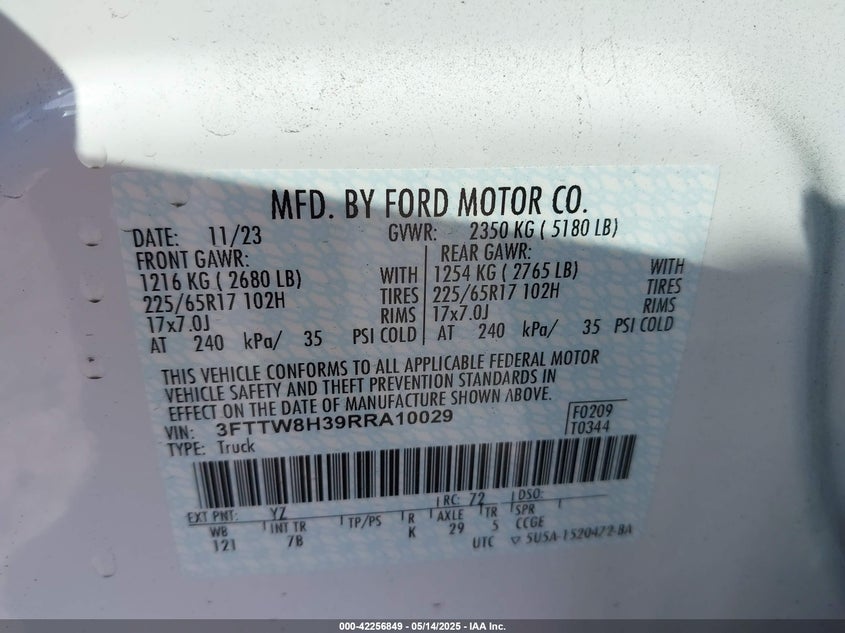 MFD. BY FORD MOTOR CO.
DATE: 11/23 GVWR: 2350 KG ( 5180 LB)
FRONT GAWR: REAR GAWR:
1216 KG ( 2680 LB) WITH 1254 KG ( 2765 LB) WITH
225/65R17 102H TIRES 225/65R17 102H TIRES
17x7.0J RIMS 17x7.0J RIMS
AT 240 kPa/ 35 PSI COLD AT 240 kPa/ 35 PSI COLD
THIS VEHICLE CONFORMS TO ALL APPLICABLE FEDERAL MOTOR
VEHICLE SAFETY AND THEFT PREVENTION STANDARDS IN
EFFECT ON THE DATE OF MANUFACTURE SHOWN ABOVE.
VIN: 3FTTW8H39RRA10029 F0209
TYPE: Truck T0344
EXT PNT: YZ RC: 72 DSO:
WB INT TR TP/PS R AXLE TR SPR
121 7B K 29 5 CCGE
UTC ▽ 5U5A-1520472-BA
000-42256849 - 05/14/2025 - IAA Inc.